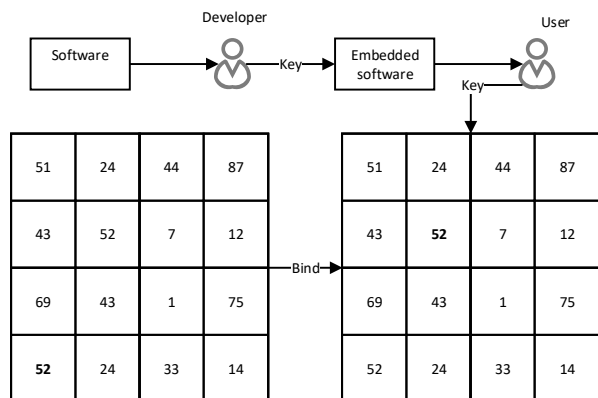 Developer
User
Software
Key
Embedded
software
Key
51 24 44 87
43 52 7 12
69 43 1 75
52 24 33 14
Bind
51 24 44 87
43 52 7 12
69 43 1 75
52 24 33 14